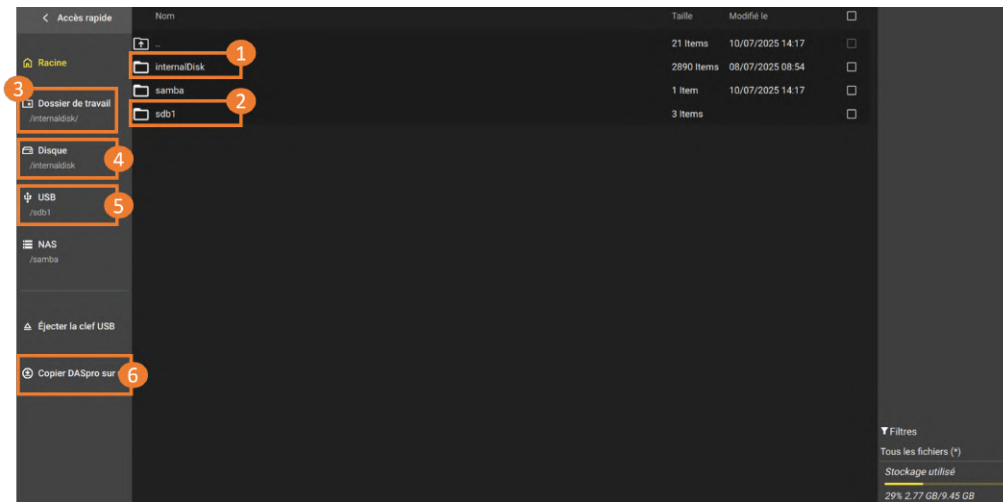 Accès rapide
Nom Taille Modifié le
.. 21 Items 10/07/2025 14:17
1
Racine
internalDisk 2890 Items 08/07/2025 08:54
3
samba 1 Item 10/07/2025 14:17
2
Dossier de travail
/internaldisk/
sdb1 3 Items
Disque
/internaldisk
4
USB
/sdb1
5
NAS
/samba
Éjecter la clef USB
Copier DASpro sur
6
Filtres
Tous les fichiers (*)
Stockage utilisé
29% 2.77 GB/9.45 GB